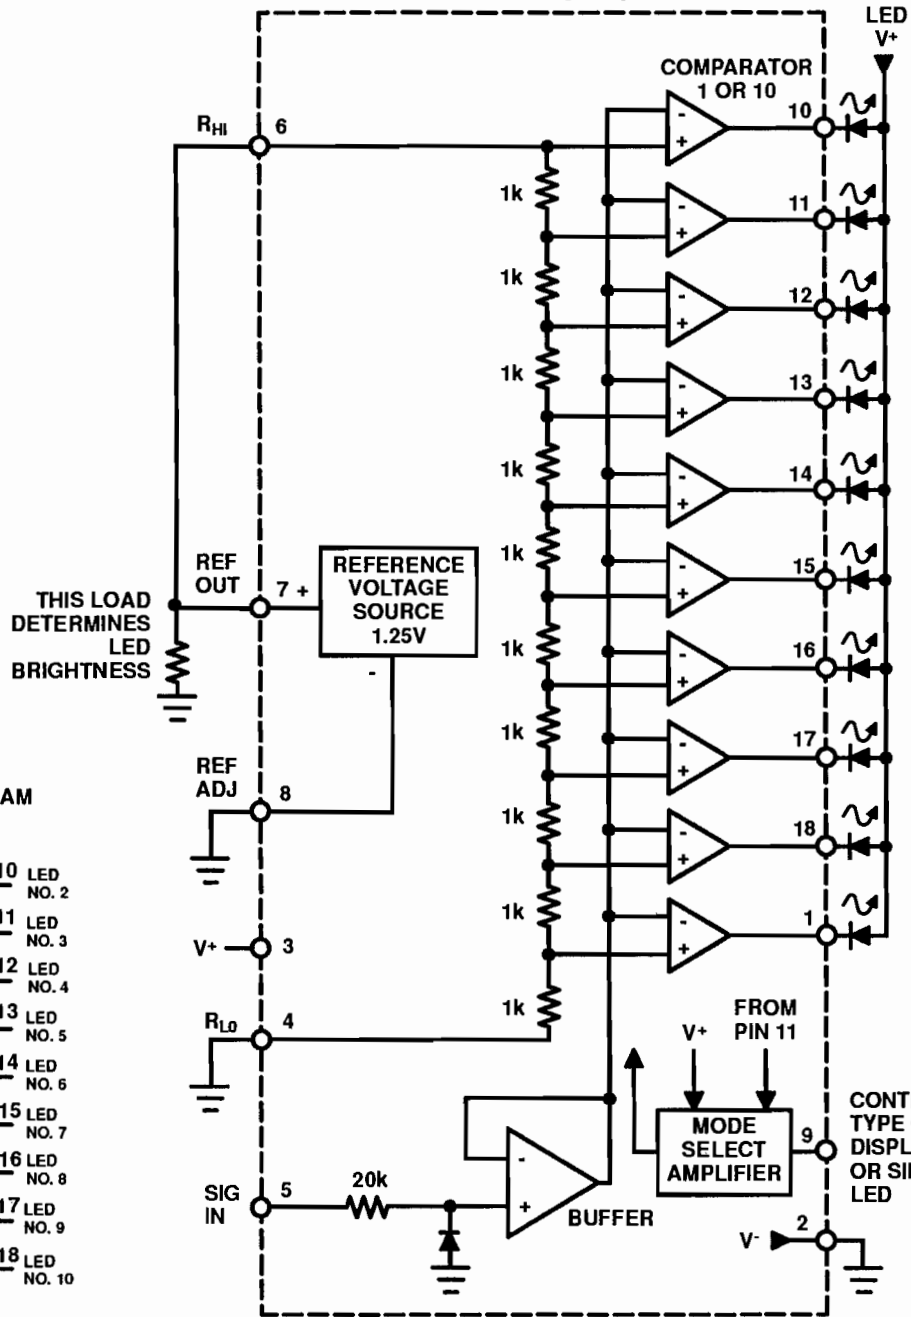 LED
V+
COMPARATOR
1 OR 10
10
RHI
6
-
+
1k
11
-
+
1k
12
-
+
1k
13
-
+
1k
14
-
+
1k
15
-
+
REF
OUT
7 +
REFERENCE
VOLTAGE
SOURCE
1.25V
-
THIS LOAD
DETERMINES
LED
BRIGHTNESS
1k
16
-
+
1k
17
-
+
REF
ADJ
8
1k
18
-
+
1k
1
-
+
V+
3
1k
RLO
4
FROM
PIN 11
V+
MODE
SELECT
AMPLIFIER
9
CONT
TYPE
DISPL
OR SI
LED
SIG
IN
5
20k
-
+
BUFFER
V-
2
AM
10 LED
NO. 2
11 LED
NO. 3
12 LED
NO. 4
13 LED
NO. 5
14 LED
NO. 6
15 LED
NO. 7
16 LED
NO. 8
17 LED
NO. 9
18 LED
NO. 10